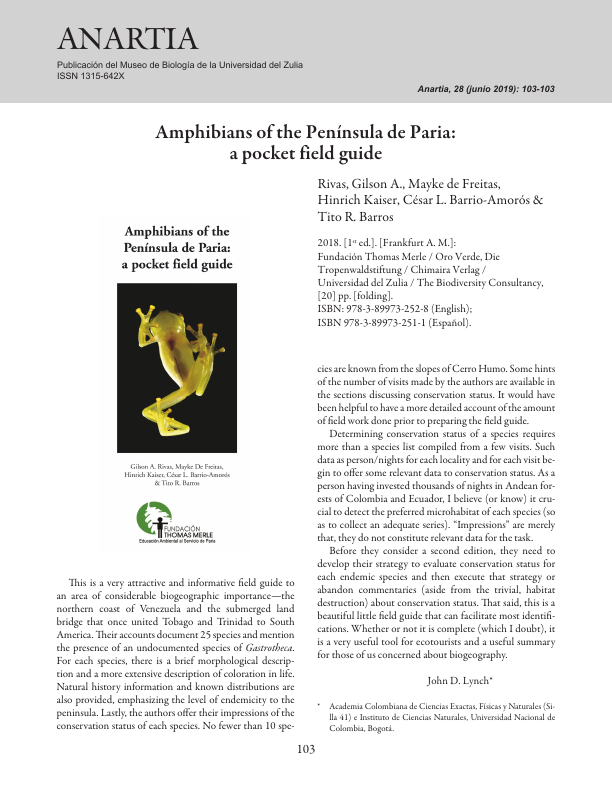 ANARTIA
Publicación del Museo de Biología de la Universidad del Zulia
ISSN 1315-642X
Anartia, 28 (junio 2019): 103-103
Amphibians of the Península de Paria:
a pocket field guide
Rivas, Gilson A., Mayke de Freitas,
Hinrich Kaiser, César L. Barrio-Amorós &
Tito R. Barros
2018. [1st ed.]. [Frankfurt A. M.]:
Fundación Thomas Merle / Oro Verde, Die
Tropenwaldstiftung / Chimaira Verlag /
Universidad del Zulia / The Biodiversity Consultancy,
[20] pp. [folding].
ISBN: 978-3-89973-252-8 (English);
ISBN 978-3-89973-251-1 (Español).
Amphibians of the
Península de Paria:
a pocket field guide
Gilson A. Rivas, Mayke De Freitas,
Hinrich Kaiser, César L. Barrio-Amorós
& Tito R. Barros
FUNDACIÓN
THOMAS MERLE
Educación Ambiental al Servicio de Paria
This is a very attractive and informative field guide to
an area of considerable biogeographic importance—the
northern coast of Venezuela and the submerged land
bridge that once united Tobago and Trinidad to South
America. Their accounts document 25 species and mention
the presence of an undocumented species of Gastrotheca.
For each species, there is a brief morphological descrip-
tion and a more extensive description of coloration in life.
Natural history information and known distributions are
also provided, emphasizing the level of endemicity to the
peninsula. Lastly, the authors offer their impressions of the
conservation status of each species. No fewer than 10 spe-
cies are known from the slopes of Cerro Humo. Some hints
of the number of visits made by the authors are available in
the sections discussing conservation status. It would have
been helpful to have a more detailed account of the amount
of field work done prior to preparing the field guide.
Determining conservation status of a species requires
more than a species list compiled from a few visits. Such
data as person/nights for each locality and for each visit be-
gin to offer some relevant data to conservation status. As a
person having invested thousands of nights in Andean for-
ests of Colombia and Ecuador, I believe (or know) it cru-
cial to detect the preferred microhabitat of each species (so
as to collect an adequate series). “Impressions” are merely
that, they do not constitute relevant data for the task.
Before they consider a second edition, they need to
develop their strategy to evaluate conservation status for
each endemic species and then execute that strategy or
abandon commentaries (aside from the trivial, habitat
destruction) about conservation status. That said, this is a
beautiful little field guide that can facilitate most identifi-
cations. Whether or not it is complete (which I doubt), it
is a very useful tool for ecotourists and a useful summary
for those of us concerned about biogeography.
John D. Lynch*
* Academia Colombiana de Ciencias Exactas, Físicas y Naturales (Si-
lla 41) e Instituto de Ciencias Naturales, Universidad Nacional de
Colombia, Bogotá.
103